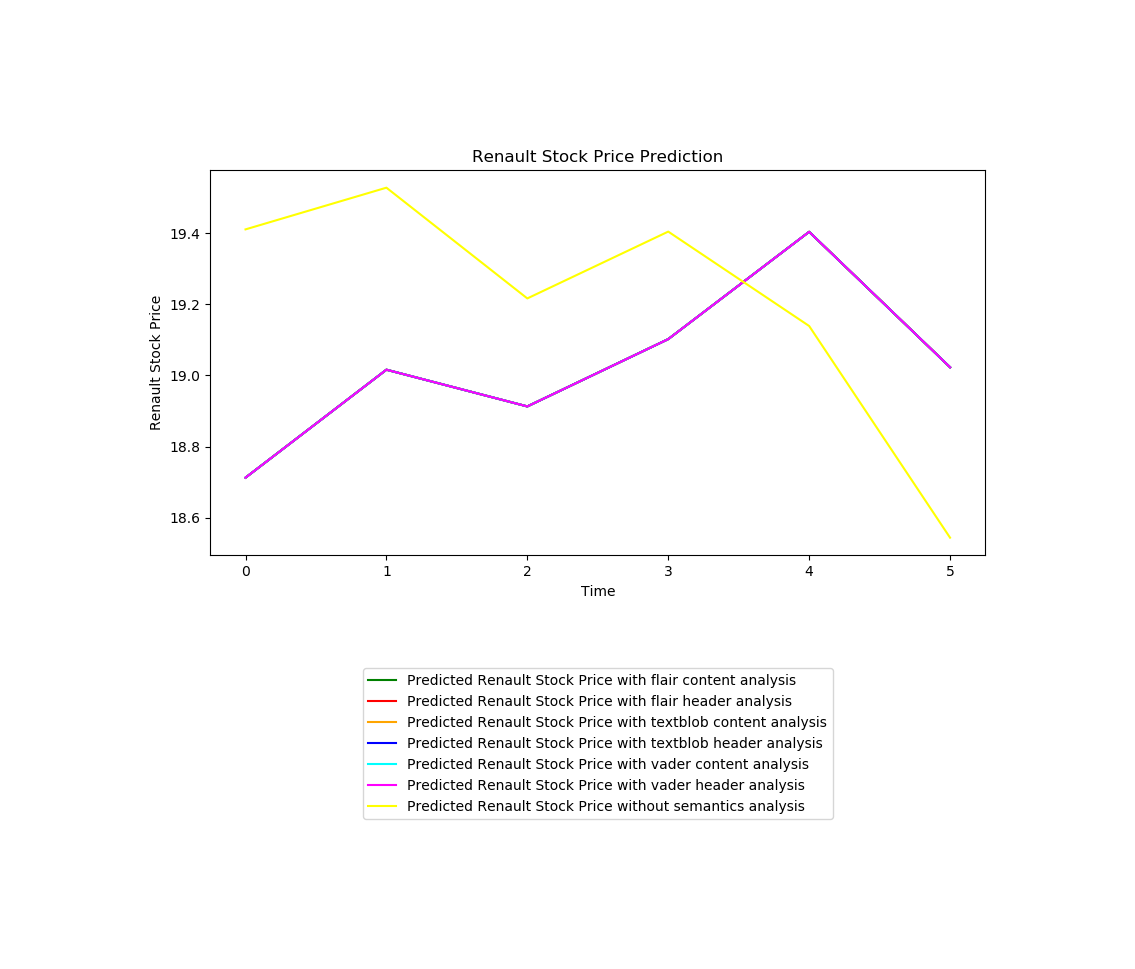 Renault Stock Price Prediction
Renault Stock Price
19.4
19.2
19.0
18.8
18.6
0 1 2 3 4 5
Time
Predicted Renault Stock Price with flair content analysis
Predicted Renault Stock Price with flair header analysis
Predicted Renault Stock Price with textblob content analysis
Predicted Renault Stock Price with textblob header analysis
Predicted Renault Stock Price with vader content analysis
Predicted Renault Stock Price with vader header analysis
Predicted Renault Stock Price without semantics analysis